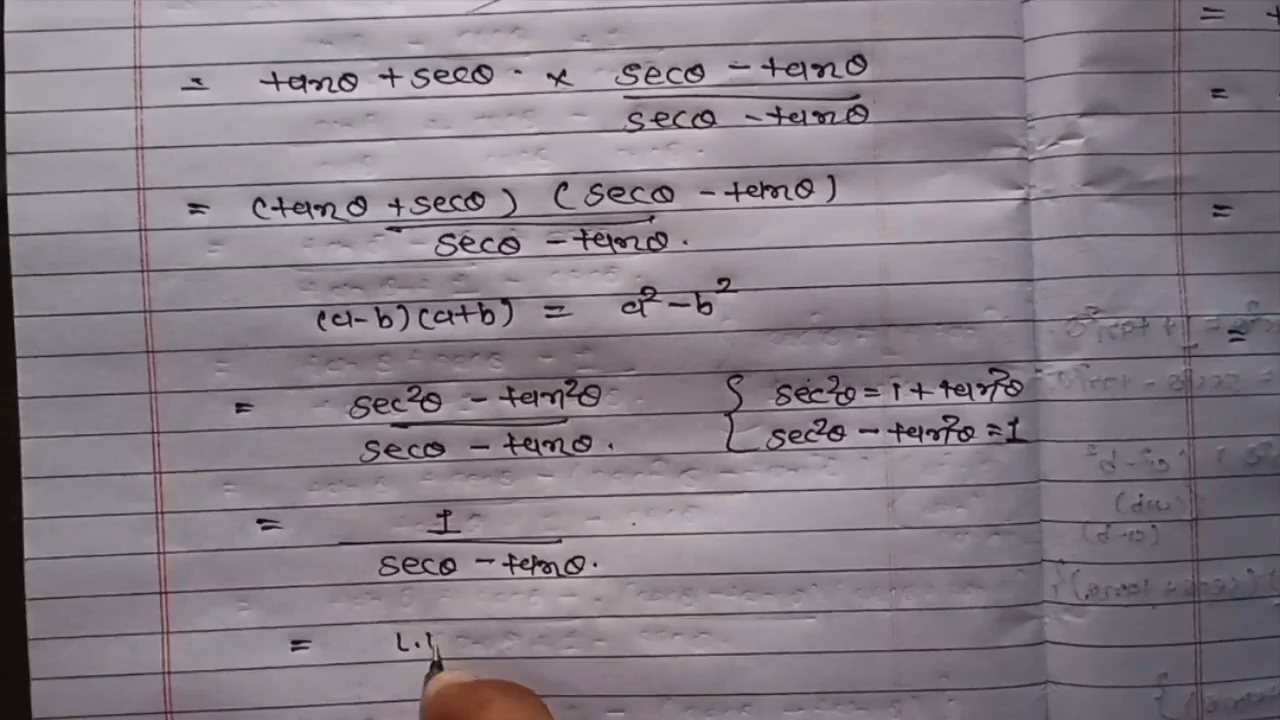 = tanθ + secθ . × secθ - tanθ / secθ - tanθ
= (tanθ + secθ) (secθ - tanθ) / secθ - tanθ.
(a-b)(a+b) = a² - b²
= sec²θ - tan²θ / secθ - tanθ. { sec²θ = 1 + tan²θ
sec²θ - tan²θ = 1
= 1 / secθ - tanθ.
=